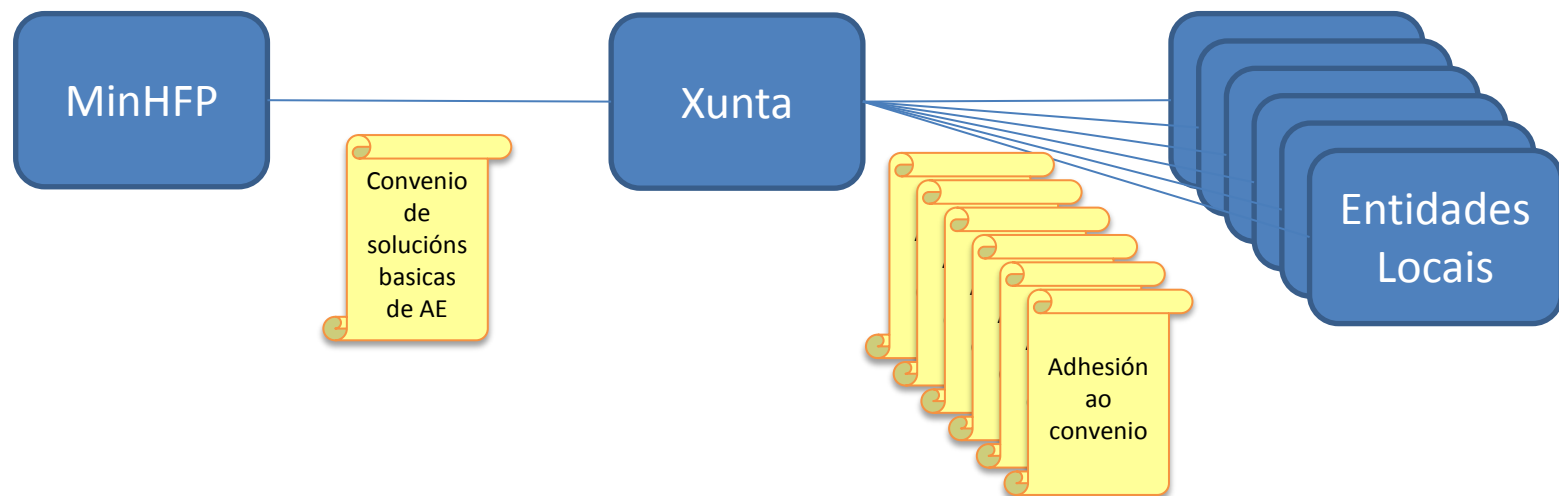 MinHFP
Xunta
Convenio
de
solucións
basicas
de AE
Entidades
Locais
Adhesión
ao
convenio